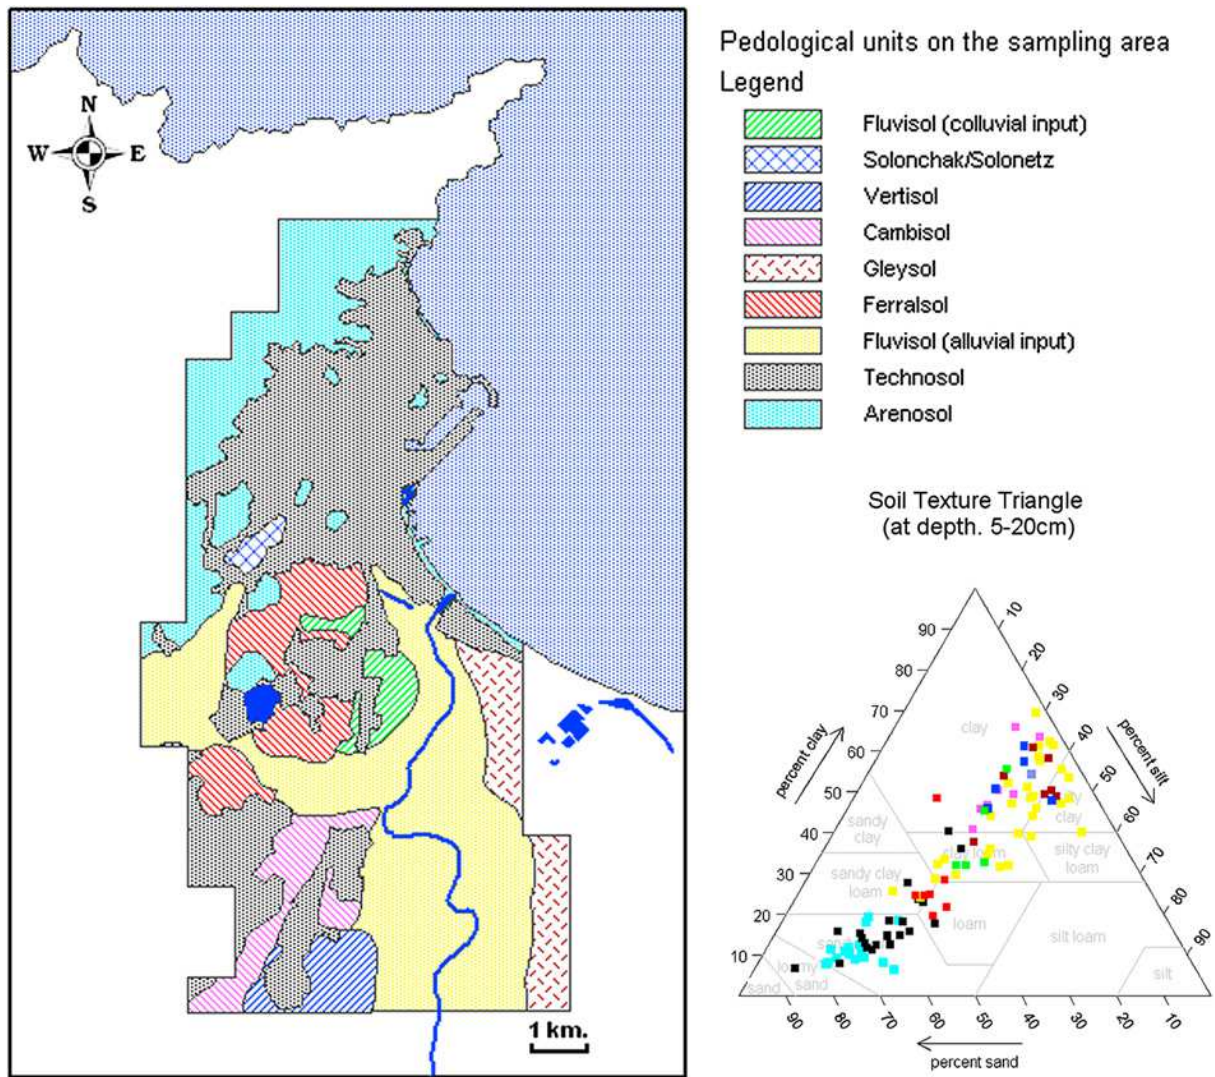 Pedological units on the sampling area
Legend
Fluvisol (colluvial input)
Solonchak/Solonetz
Vertisol
Cambisol
Gleysol
Ferralsol
Fluvisol (alluvial input)
Technosol
Arenosol
N
W E
S
1 km.
Soil Texture Triangle
(at depth. 5-20cm)
percent clay
percent silt
percent sand
90
80
70
60
50
40
30
20
10
10
20
30
40
50
60
70
80
90
90 80 70 60 50 40 30 20 10
clay
sandy
clay
clay
silty clay
loam
clay loam
sandy clay
loam
loam
silt loam
silt
loamy
sand
sand